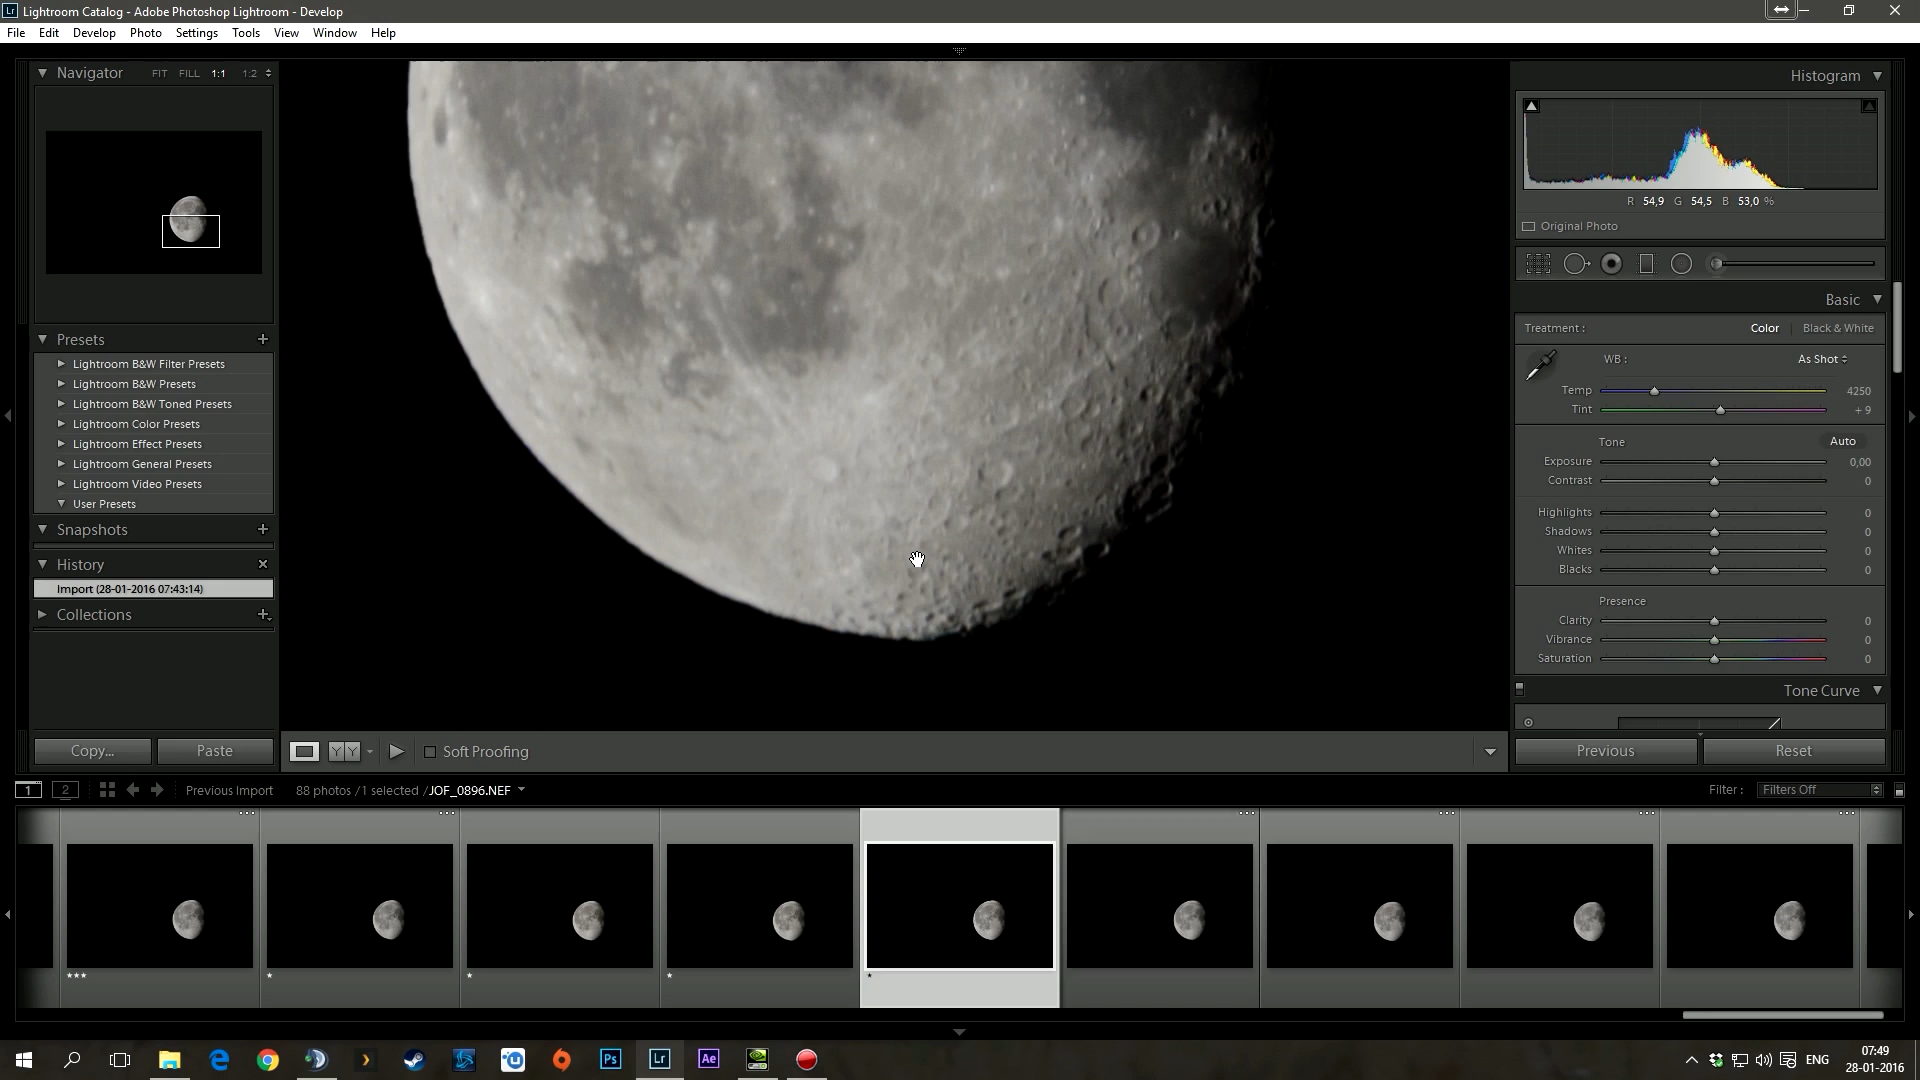 Lightroom Catalog - Adobe Photoshop Lightroom - Develop
File Edit Develop Photo Settings Tools View Window Help
Navigator FIT FILL 1:1 1:2
Presets
Lightroom B&W Filter Presets
Lightroom B&W Presets
Lightroom B&W Toned Presets
Lightroom Color Presets
Lightroom Effect Presets
Lightroom General Presets
Lightroom Video Presets
User Presets
Snapshots
History
Import (28-01-2016 07:43:14)
Collections
Copy... Paste
Y Y Soft Proofing
Histogram
R 54,9 G 54,5 B 53,0 %
Original Photo
Basic
Treatment : Color Black & White
WB : As Shot
Temp 4250
Tint + 9
Tone Auto
Exposure 0,00
Contrast 0
Highlights 0
Shadows 0
Whites 0
Blacks 0
Presence
Clarity 0
Vibrance 0
Saturation 0
Tone Curve
Previous Reset
1 2 Previous Import 88 photos / 1 selected / JOF_0896.NEF Filter : Filters Off
Ps Lr Ae ENG
07:49
28-01-2016